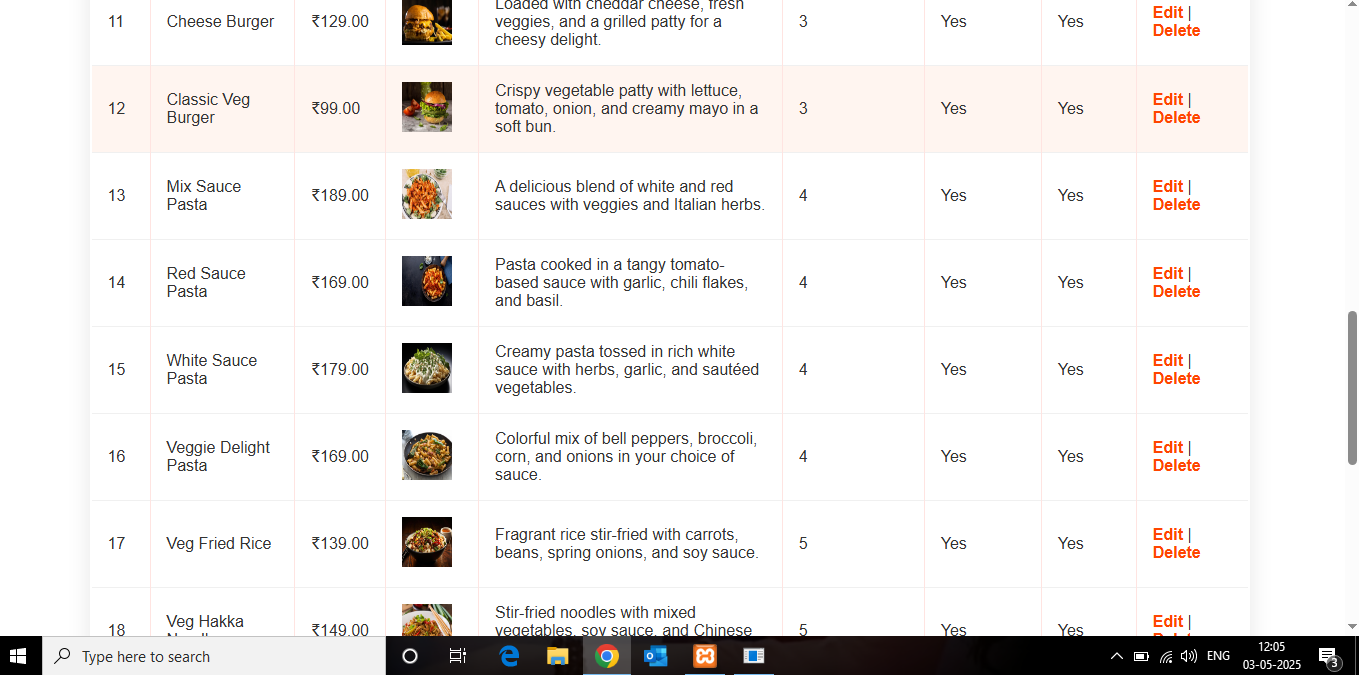 Loaded with cheddar cheese, fresh
11 Cheese Burger ₹129.00 veggies, and a grilled patty for a 3 Yes Yes Edit |
cheesy delight. Delete
12 Classic Veg ₹99.00 Crispy vegetable patty with lettuce, 3 Yes Yes Edit |
Burger tomato, onion, and creamy mayo in a Delete
soft bun.
13 Mix Sauce ₹189.00 A delicious blend of white and red 4 Yes Yes Edit |
Pasta sauces with veggies and Italian herbs. Delete
14 Red Sauce ₹169.00 Pasta cooked in a tangy tomato- 4 Yes Yes Edit |
Pasta based sauce with garlic, chili flakes, Delete
and basil.
15 White Sauce ₹179.00 Creamy pasta tossed in rich white 4 Yes Yes Edit |
Pasta sauce with herbs, garlic, and sautéed Delete
vegetables.
16 Veggie Delight ₹169.00 Colorful mix of bell peppers, broccoli, 4 Yes Yes Edit |
Pasta corn, and onions in your choice of Delete
sauce.
17 Veg Fried Rice ₹139.00 Fragrant rice stir-fried with carrots, 5 Yes Yes Edit |
beans, spring onions, and soy sauce. Delete
18 Veg Hakka ₹149.00 Stir-fried noodles with mixed 5 Yes Yes Edit |
vegetables, soy sauce, and Chinese
Type here to search
ENG
12:05
03-05-2025
3